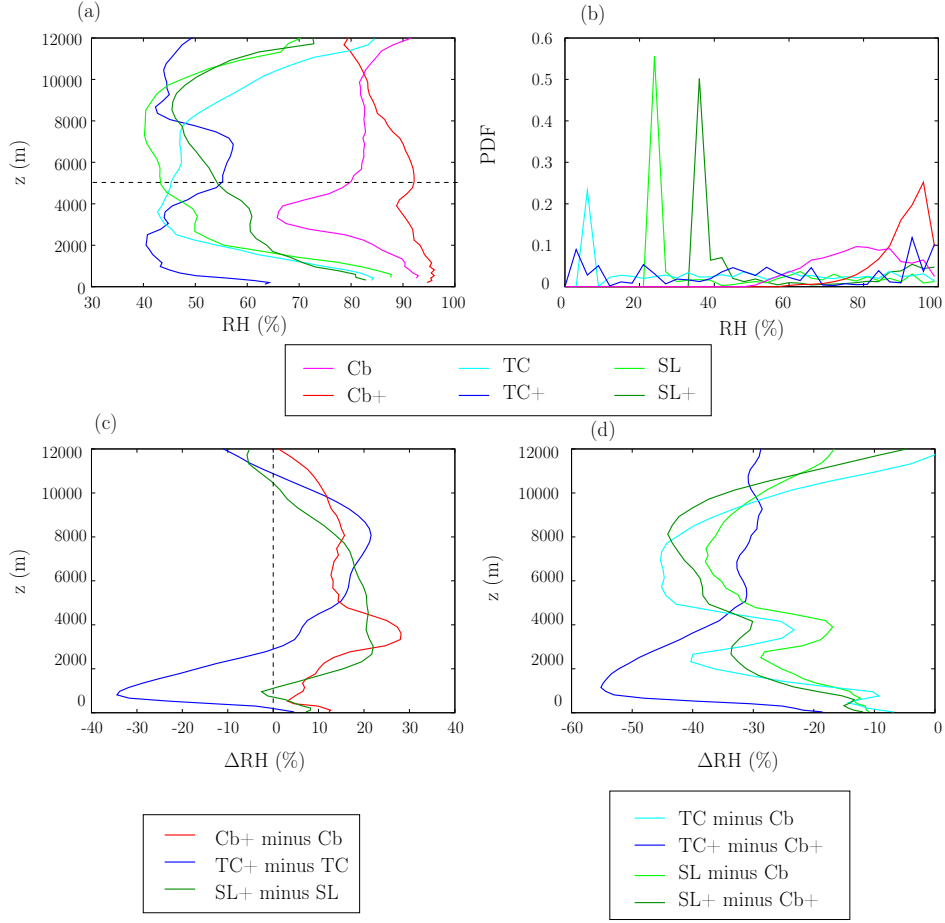 (a)
12000
10000
8000
6000
4000
2000
0
z (m)
30 40 50 60 70 80 90 100
RH (%)
(b)
0.6
0.5
0.4
0.3
0.2
0.1
0
PDF
0 20 40 60 80 100
RH (%)
Cb
Cb+
TC
TC+
SL
SL+
(c)
12000
10000
8000
6000
4000
2000
0
z (m)
-40 -30 -20 -10 0 10 20 30 40
ΔRH (%)
Cb+ minus Cb
TC+ minus TC
SL+ minus SL
(d)
12000
10000
8000
6000
4000
2000
0
z (m)
-60 -50 -40 -30 -20 -10 0
ΔRH (%)
TC minus Cb
TC+ minus Cb+
SL minus Cb
SL+ minus Cb+